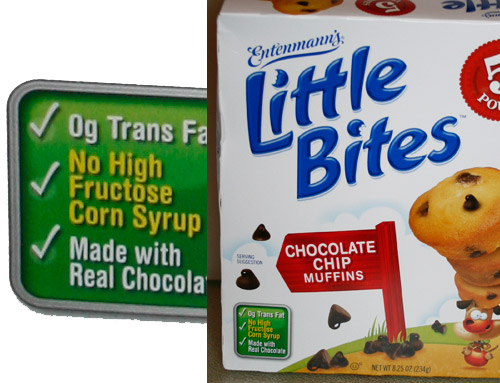 0g Trans Fa
No High
Fructose
Corn Syrup
Made with
Real Chocola
Entenmann's
Little
Bites™
5
PO
SERVING
SUGGESTION
CHOCOLATE
CHIP
MUFFINS
0g Trans Fat
No High
Fructose
Corn Syrup
Made with
Real Chocolate
NET WT 8.25 OZ (234g)